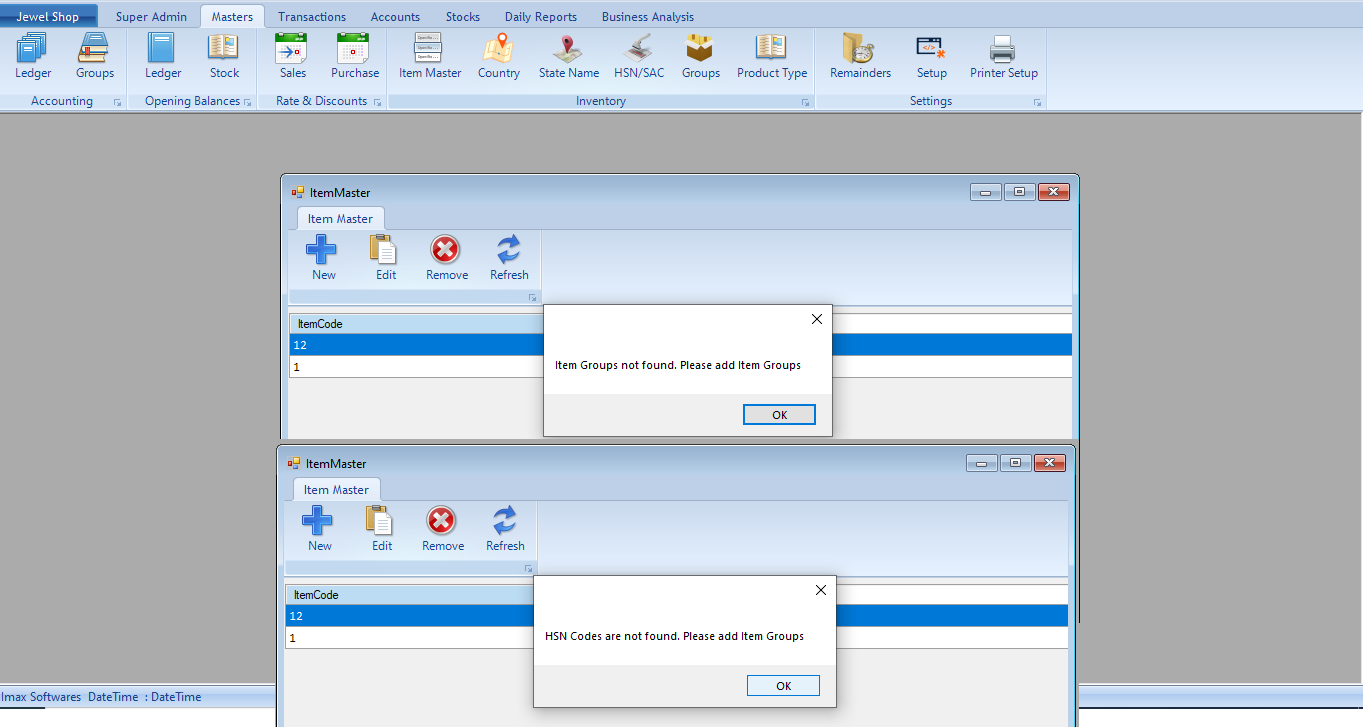 Jewel Shop Super Admin Masters Transactions Accounts Stocks Daily Reports Business Analysis
Ledger Groups Ledger Stock Sales Purchase Item Master Country State Name HSN/SAC Groups Product Type Remainders Setup Printer Setup
Accounting Opening Balances Rate & Discounts Inventory Settings
ItemMaster
Item Master
New Edit Remove Refresh
ItemCode
12
1
Item Groups not found. Please add Item Groups
OK
ItemMaster
Item Master
New Edit Remove Refresh
ItemCode
12
1
HSN Codes are not found. Please add Item Groups
OK
Imax Softwares DateTime : DateTime